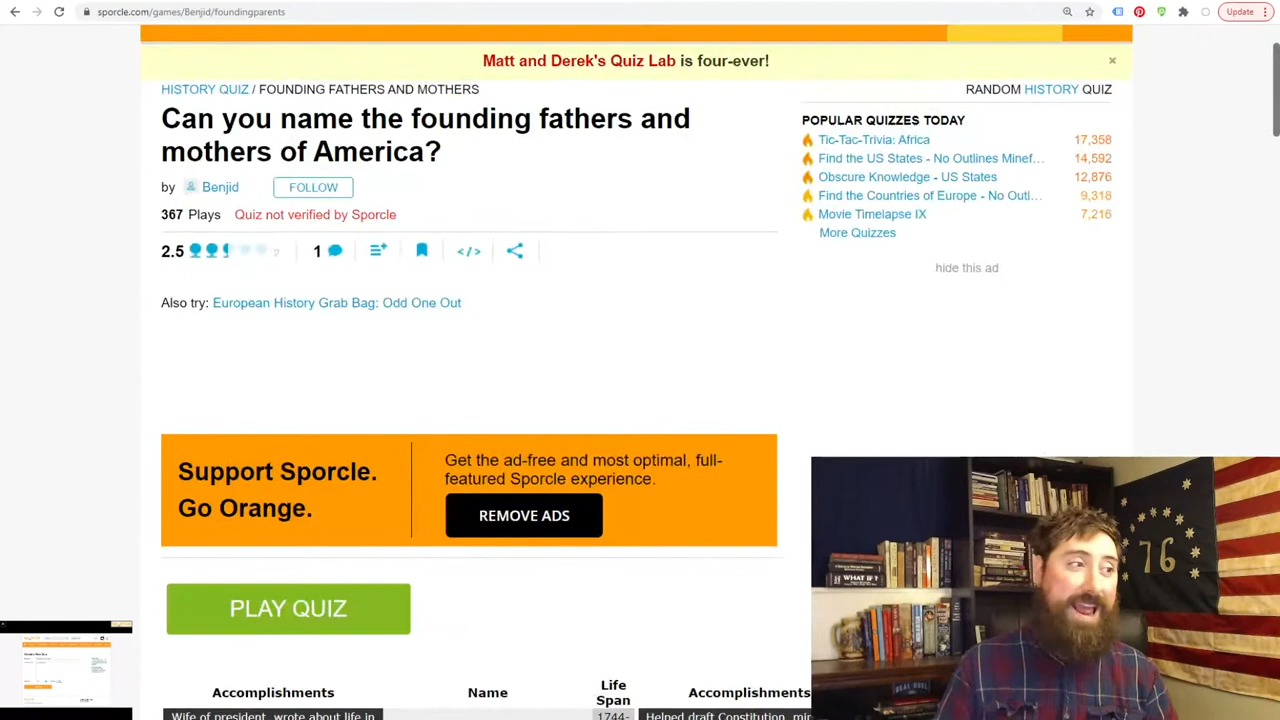 sporcle.com/games/Benjid/foundingparents
Update
Matt and Derek's Quiz Lab is four-ever!
×
HISTORY QUIZ / FOUNDING FATHERS AND MOTHERS
RANDOM HISTORY QUIZ
Can you name the founding fathers and
mothers of America?
by Benjid FOLLOW
367 Plays Quiz not verified by Sporcle
2.5
1
</>
POPULAR QUIZZES TODAY
Tic-Tac-Trivia: Africa 17,358
Find the US States - No Outlines Minef... 14,592
Obscure Knowledge - US States 12,876
Find the Countries of Europe - No Outl... 9,318
Movie Timelapse IX 7,216
More Quizzes
hide this ad
Also try: European History Grab Bag: Odd One Out
Support Sporcle.
Go Orange.
Get the ad-free and most optimal, full-
featured Sporcle experience.
REMOVE ADS
PLAY QUIZ
Accomplishments Name Life
Span Accomplishments
Wife of president, wrote about life in 1744- Helped draft Constitution,
WHAT IF?
76